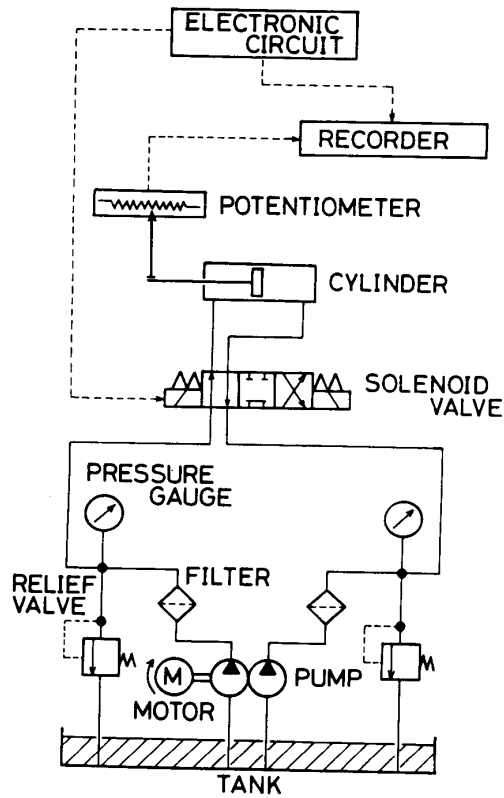 ELECTRONIC
CIRCUIT
RECORDER
POTENTIOMETER
CYLINDER
SOLENOID
VALVE
PRESSURE
GAUGE
FILTER
RELIEF
VALVE
M
PUMP
MOTOR
TANK